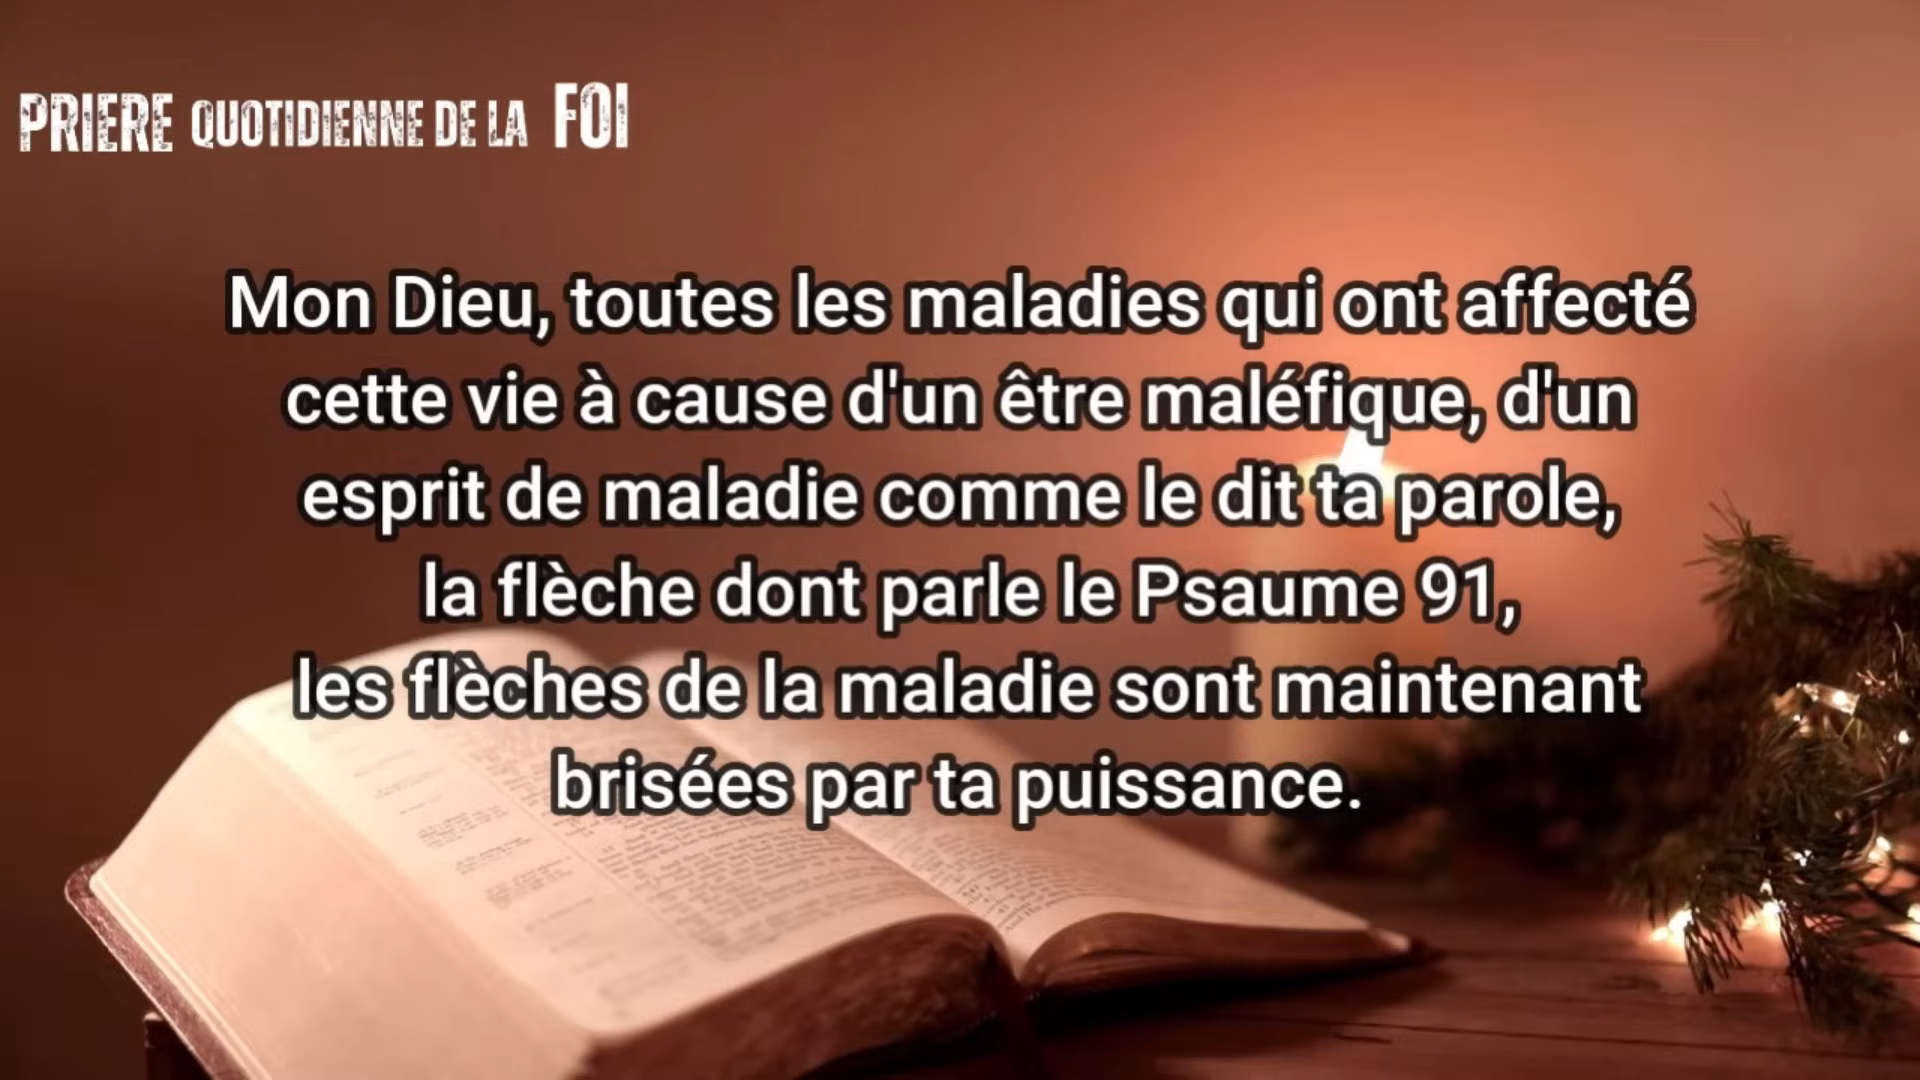 PRIERE QUOTIDIENNE DE LA FOI
Mon Dieu, toutes les maladies qui ont affecté
cette vie à cause d'un être maléfique, d'un
esprit de maladie comme le dit ta parole,
la flèche dont parle le Psaume 91,
les flèches de la maladie sont maintenant
brisées par ta puissance.